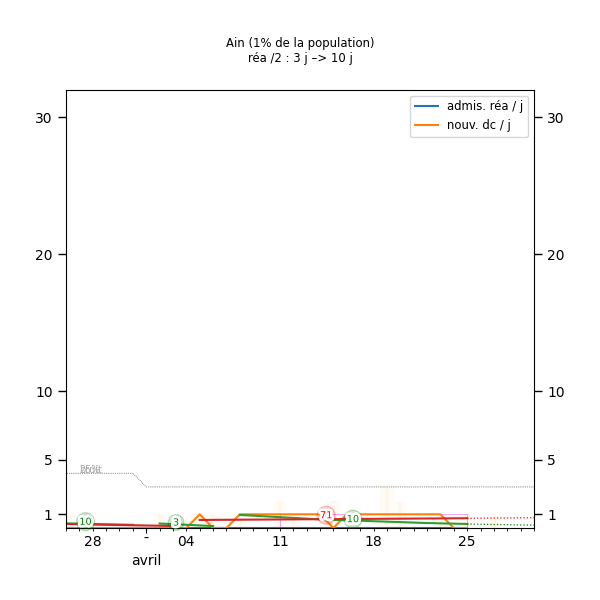 Ain (1% de la population)
réa /2 : 3 j –> 10 j
admis. réa / j
nouv. dc / j
30 30
20 20
10 10
5 5
1 1
10 3 71 10
28 - 04 11 18 25
avril